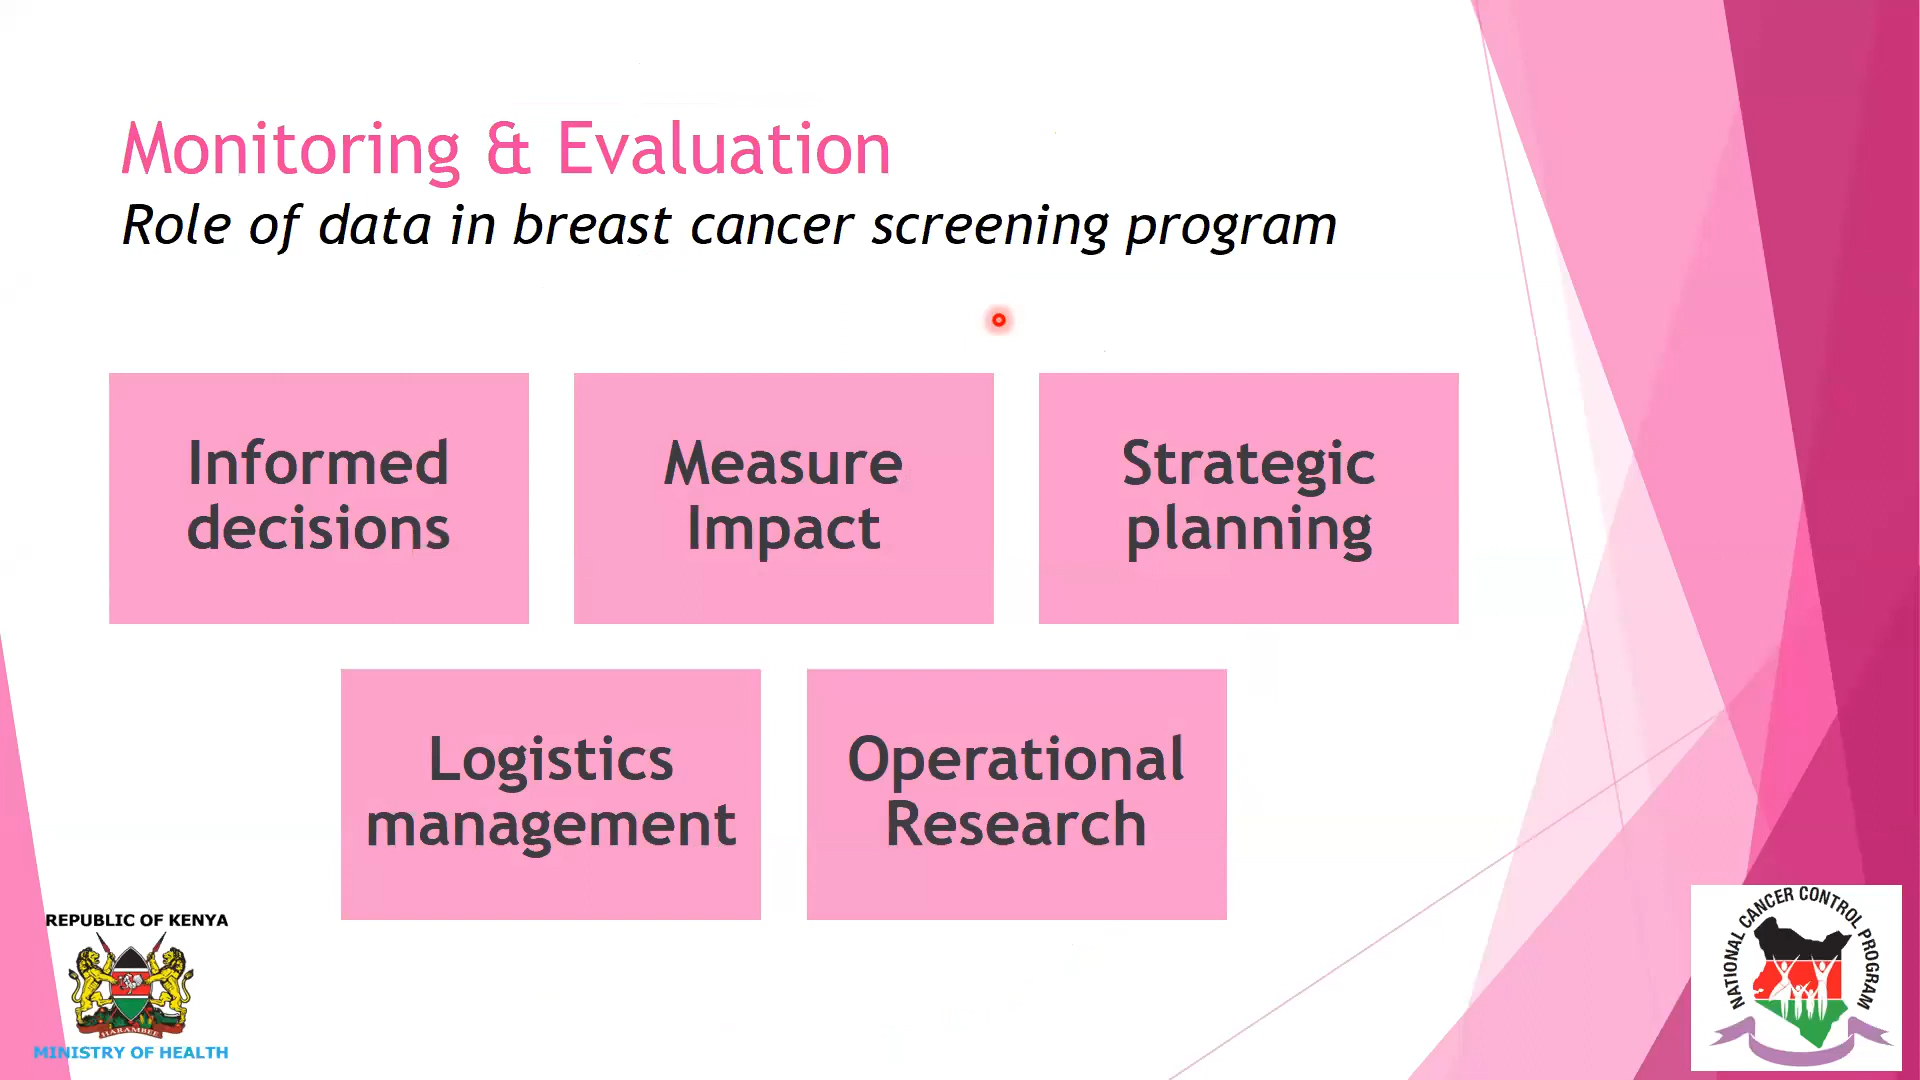 Monitoring & Evaluation
Role of data in breast cancer screening program
Informed
decisions
Measure
Impact
Strategic
planning
Logistics
management
Operational
Research
REPUBLIC OF KENYA
HARAMBEE
MINISTRY OF HEALTH
NATIONAL CANCER CONTROL PROGRAM